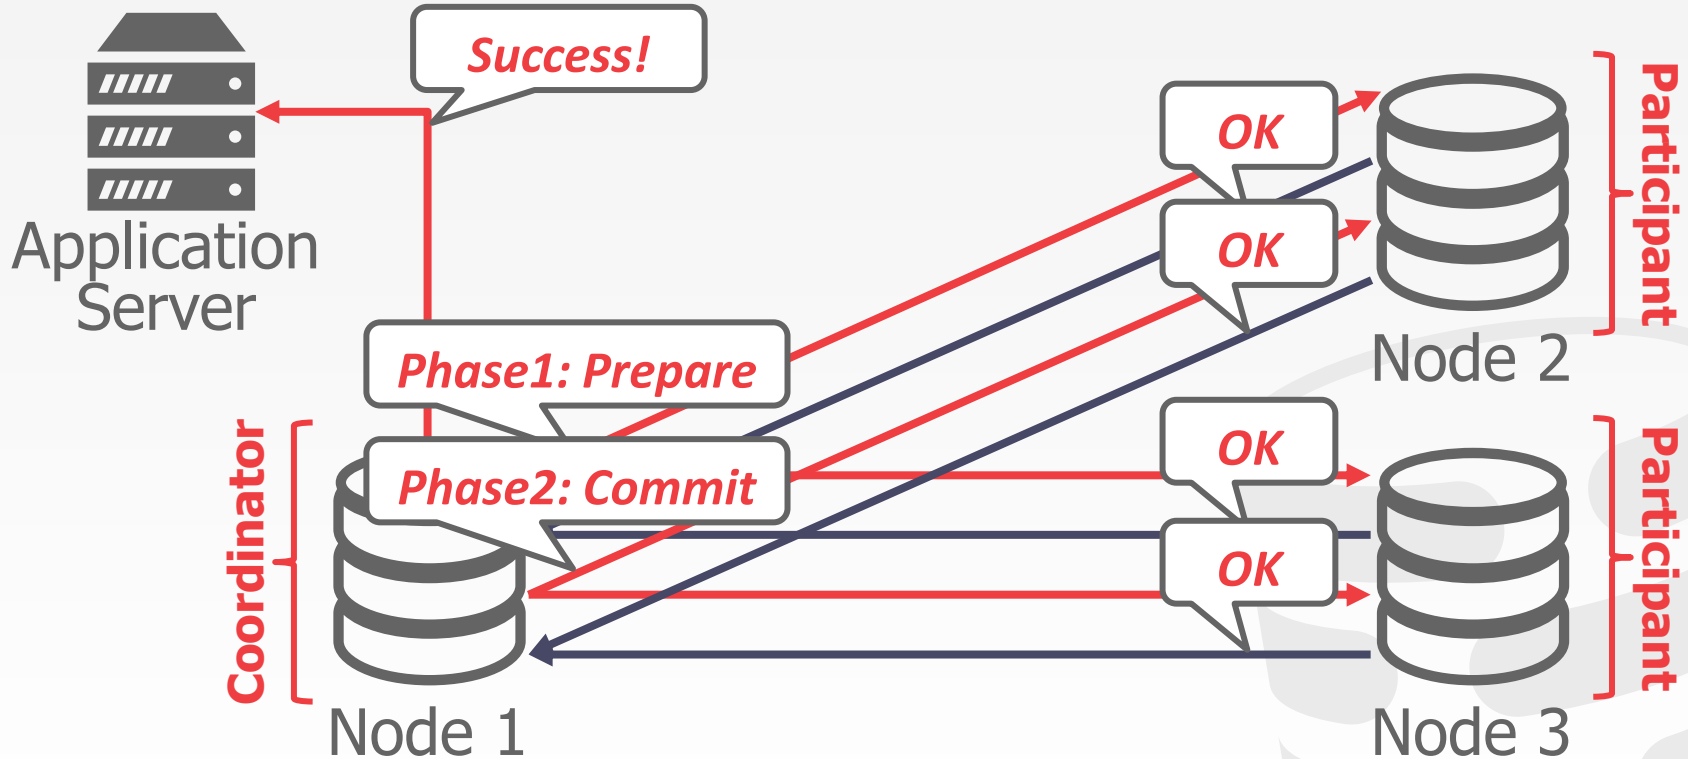 Success!
Application
Server
OK
OK
Participant
Node 2
Phase1: Prepare
Phase2: Commit
Coordinator
Node 1
OK
OK
Participant
Node 3